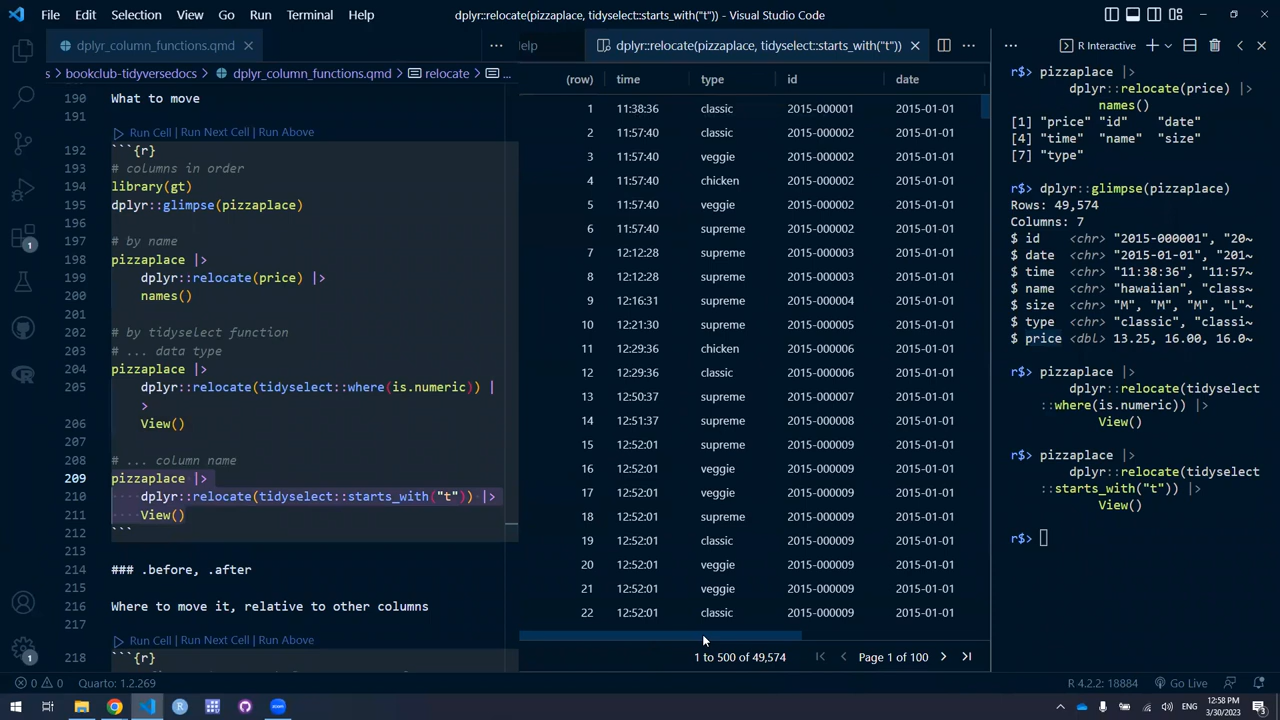 File Edit Selection View Go Run Terminal Help
dplyr::relocate(pizzaplace, tidyselect::starts_with("t")) - Visual Studio Code
dplyr_column_functions.qmd
s > bookclub-tidyversedocs > dplyr_column_functions.qmd > relocate > ...
190 What to move
191
Run Cell | Run Next Cell | Run Above
192 ```{r}
193 # columns in order
194 library(gt)
195 dplyr::glimpse(pizzaplace)
196
197 # by name
198 pizzaplace |>
199 dplyr::relocate(price) |>
200 names()
201
202 # by tidyselect function
203 # ... data type
204 pizzaplace |>
205 dplyr::relocate(tidyselect::where(is.numeric)) |
>
206 View()
207
208 # ... column name
209 pizzaplace |>
210 dplyr::relocate(tidyselect::starts_with("t")) |>
211 View()
212 ```
213
214 ### .before, .after
215
216 Where to move it, relative to other columns
217
Run Cell | Run Next Cell | Run Above
218 ```{r}
elp
dplyr::relocate(pizzaplace, tidyselect::starts_with("t"))
(row) time type id date
1 11:38:36 classic 2015-000001 2015-01-01
2 11:57:40 classic 2015-000002 2015-01-01
3 11:57:40 veggie 2015-000002 2015-01-01
4 11:57:40 chicken 2015-000002 2015-01-01
5 11:57:40 veggie 2015-000002 2015-01-01
6 11:57:40 supreme 2015-000002 2015-01-01
7 12:12:28 supreme 2015-000003 2015-01-01
8 12:12:28 supreme 2015-000003 2015-01-01
9 12:16:31 supreme 2015-000004 2015-01-01
10 12:21:30 supreme 2015-000005 2015-01-01
11 12:29:36 chicken 2015-000006 2015-01-01
12 12:29:36 classic 2015-000006 2015-01-01
13 12:50:37 supreme 2015-000007 2015-01-01
14 12:51:37 supreme 2015-000008 2015-01-01
15 12:52:01 supreme 2015-000009 2015-01-01
16 12:52:01 veggie 2015-000009 2015-01-01
17 12:52:01 veggie 2015-000009 2015-01-01
18 12:52:01 supreme 2015-000009 2015-01-01
19 12:52:01 classic 2015-000009 2015-01-01
20 12:52:01 veggie 2015-000009 2015-01-01
21 12:52:01 veggie 2015-000009 2015-01-01
22 12:52:01 classic 2015-000009 2015-01-01
1 to 500 of 49,574 Page 1 of 100
R Interactive
r$> pizzaplace |>
dplyr::relocate(price) |>
names()
[1] "price" "id" "date"
[4] "time" "name" "size"
[7] "type"
r$> dplyr::glimpse(pizzaplace)
Rows: 49,574
Columns: 7
$ id <chr> "2015-000001", "20~
$ date <chr> "2015-01-01", "201~
$ time <chr> "11:38:36", "11:57~
$ name <chr> "hawaiian", "class~
$ size <chr> "M", "M", "M", "L"~
$ type <chr> "classic", "classi~
$ price <dbl> 13.25, 16.00, 16.0~
r$> pizzaplace |>
dplyr::relocate(tidyselect
::where(is.numeric)) |>
View()
r$> pizzaplace |>
dplyr::relocate(tidyselect
::starts_with("t")) |>
View()
r$>
1
1
0 0 Quarto: 1.2.269
R 4.2.2: 18884 Go Live
R
ENG
12:58 PM
3/30/2023